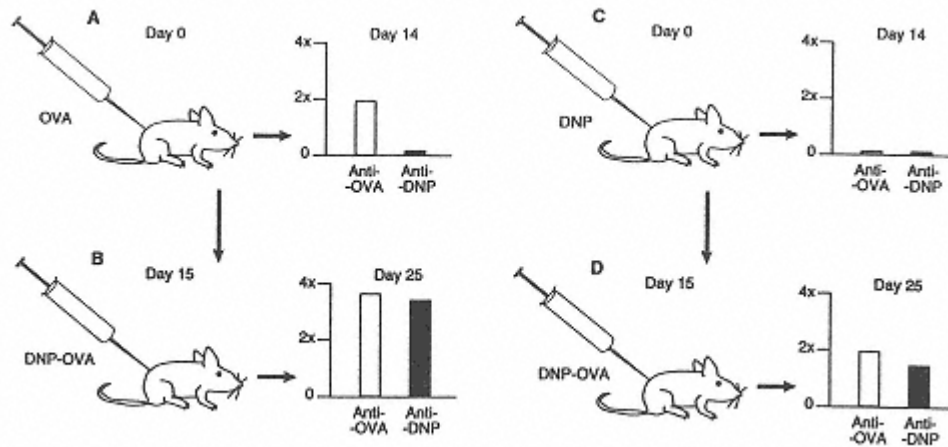 A
Day 0
OVA
Day 14
4x
2x
0
Anti-
-OVA
Anti-
-DNP
B
Day 15
DNP-OVA
Day 25
4x
2x
0
Anti-
-OVA
Anti-
-DNP
C
Day 0
DNP
Day 14
4x
2x
0
Anti-
-OVA
Anti-
-DNP
D
Day 15
DNP-OVA
Day 25
4x
2x
0
Anti-
-OVA
Anti-
-DNP